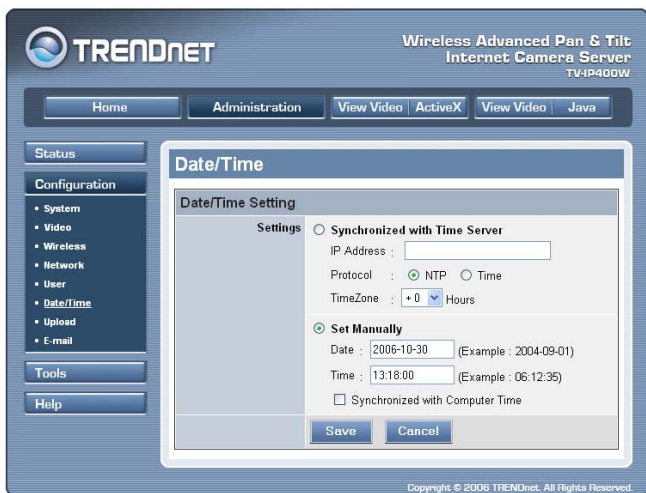 TRENDNET
Wireless Advanced Pan & Tilt
Internet Camera Server
TV-IP400W
Home
Administration
View Video ActiveX
View Video Java
Status
Configuration
• System
• Video
• Wireless
• Network
• User
• Date/Time
• Upload
• E-mail
Tools
Help
Date/Time
Date/Time Setting
Settings
Synchronized with Time Server
IP Address :
Protocol : NTP Time
TimeZone : + 0 Hours
Set Manually
Date : 2006-10-30 (Example : 2004-09-01)
Time : 13:18:00 (Example : 06:12:35)
Synchronized with Computer Time
Save Cancel
Copyright © 2006 TRENDnet. All Rights Reserved.